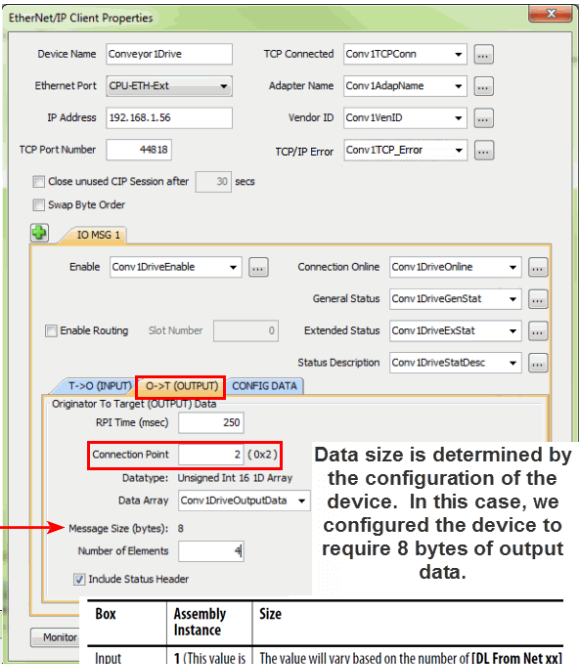 EtherNet/IP Client Properties
Device Name Conveyor1Drive TCP Connected Conv1TCPConn ...
Ethernet Port CPU-ETH-Ext Adapter Name Conv1AdapName ...
IP Address 192.168.1.56 Vendor ID Conv1VenID ...
TCP Port Number 44818 TCP/IP Error Conv1TCP_Error ...
Close unused CIP Session after 30 secs
Swap Byte Order
IO MSG 1
Enable Conv1DriveEnable ... Connection Online Conv1DriveOnline ...
General Status Conv1DriveGenStat ...
Enable Routing Slot Number 0 Extended Status Conv1DriveExStat ...
Status Description Conv1DriveStatDesc ...
T->O (INPUT) O->T (OUTPUT) CONFIG DATA
Originator To Target (OUTPUT) Data
RPI Time (msec) 250
Connection Point 2 (0x2)
Datatype: Unsigned Int 16 1D Array
Data Array Conv1DriveOutputData
Message Size (bytes): 8
Number of Elements 4
Include Status Header
Data size is determined by
the configuration of the
device. In this case, we
configured the device to
require 8 bytes of output
data.
Monitor
Box Assembly Instance Size
Input 1 (This value is The value will vary based on the number of [DL From Net xx]